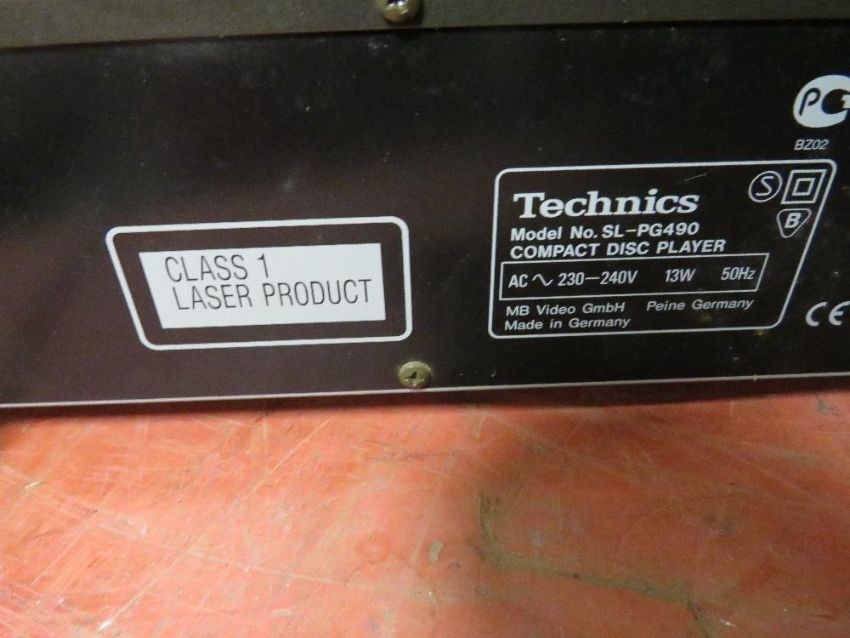 CLASS 1
LASER PRODUCT
BZ02
Technics
Model No. SL-PG490
COMPACT DISC PLAYER
AC ∿ 230—240V 13W 50Hz
MB Video GmbH Peine Germany
Made in Germany
S
B
CE